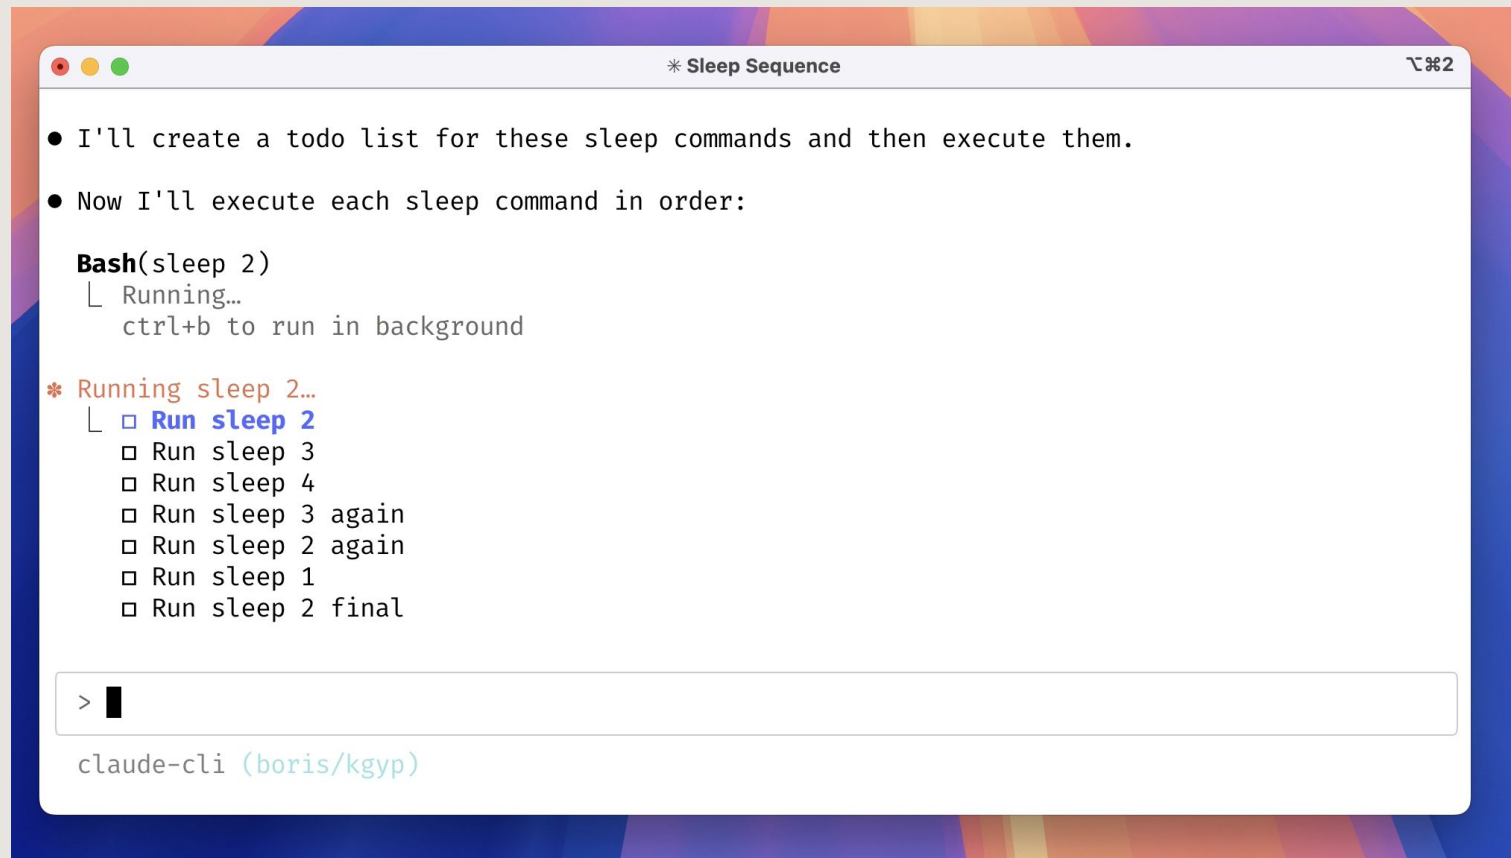 ✳ Sleep Sequence
⌥⌘2
● I'll create a todo list for these sleep commands and then execute them.
● Now I'll execute each sleep command in order:
Bash(sleep 2)
⎿ Running…
ctrl+b to run in background
✽ Running sleep 2…
⎿ ☐ Run sleep 2
☐ Run sleep 3
☐ Run sleep 4
☐ Run sleep 3 again
☐ Run sleep 2 again
☐ Run sleep 1
☐ Run sleep 2 final
>
claude-cli (boris/kgyp)